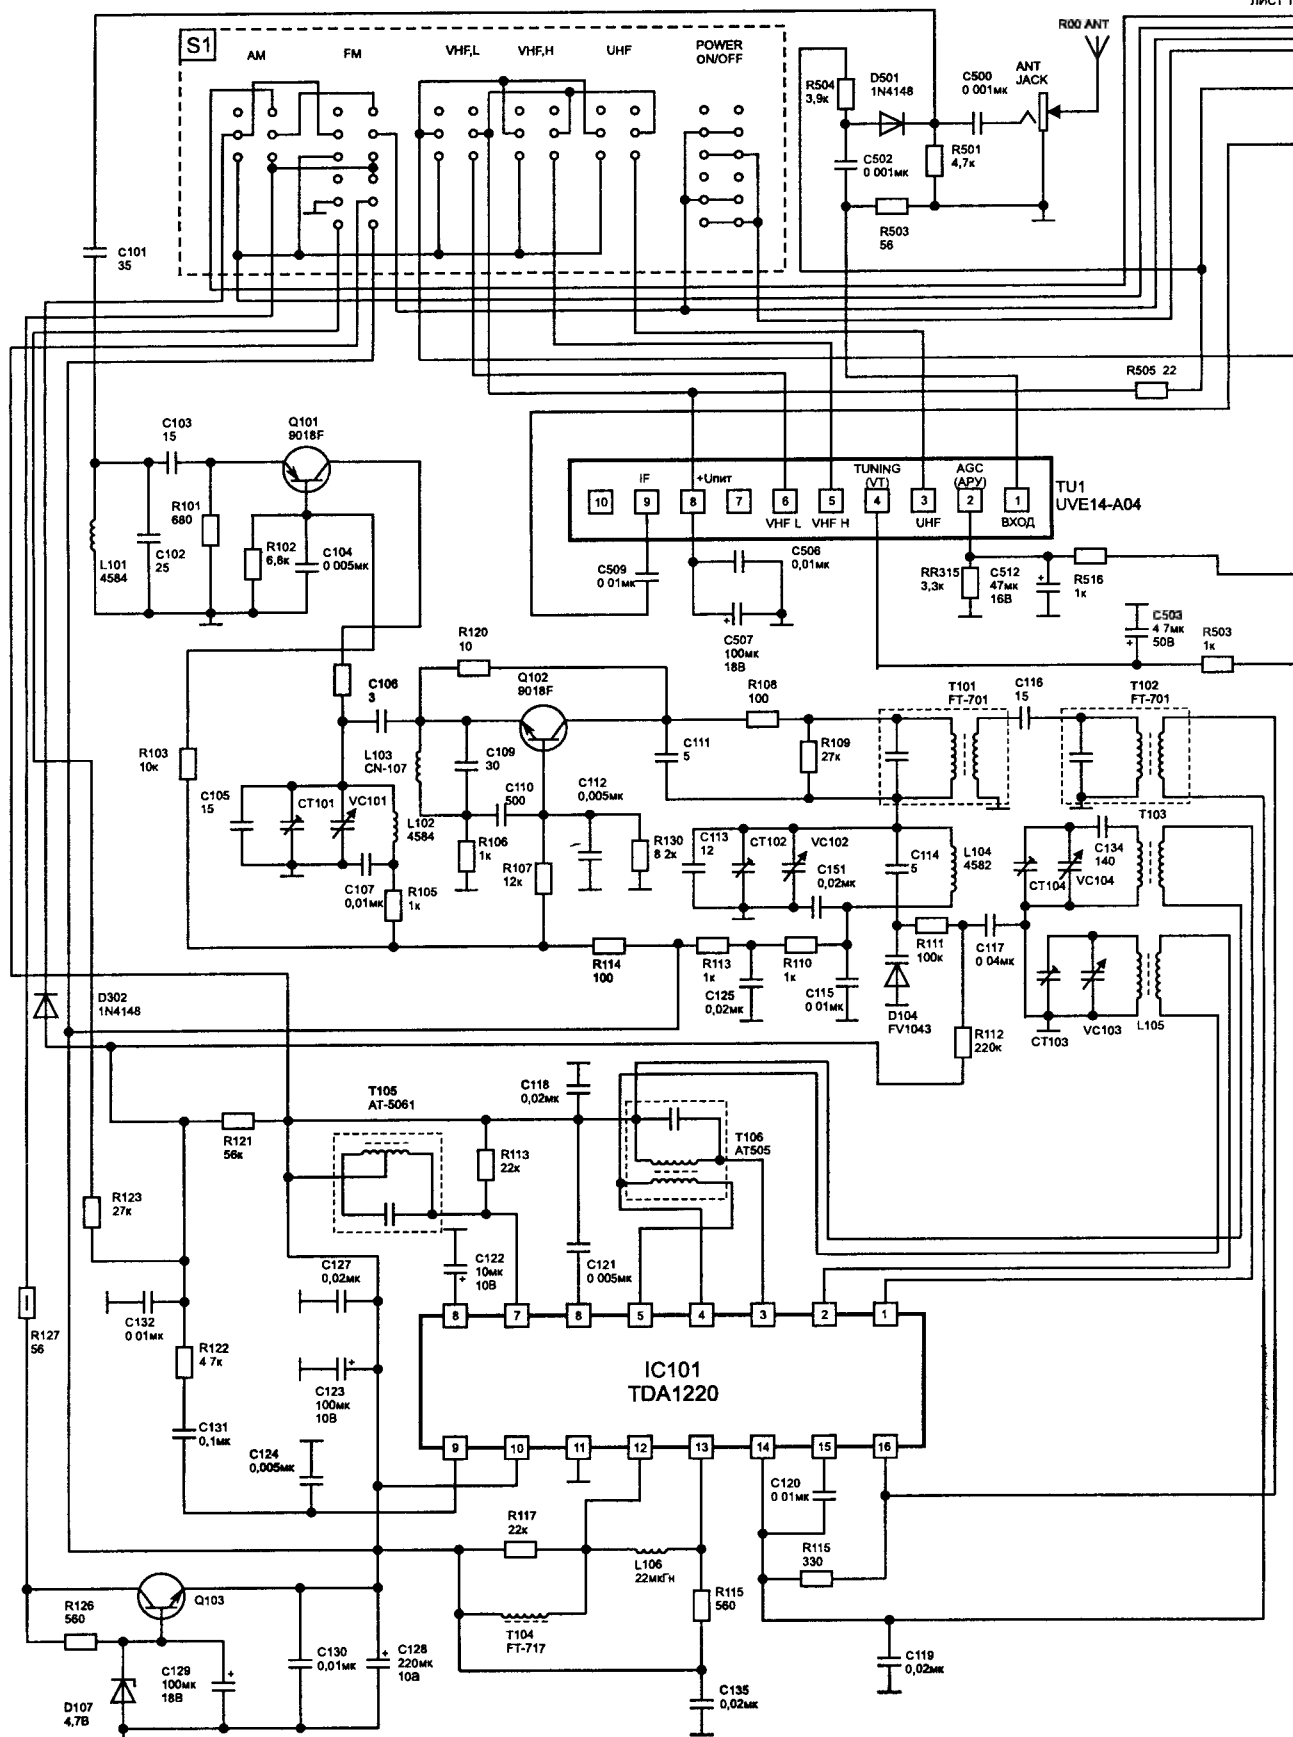 ЛИСТ 1
S1
AM
FM
VHF,L
VHF,H
UHF
POWER
ON/OFF
R00 ANT
ANT
JACK
R504
3,9к
D501
1N4148
C500
0 001мк
C502
0 001мк
R501
4,7к
R503
56
C101
35
R505 22
C103
15
Q101
9018F
R101
680
L101
4584
C102
25
R102
6,8к
C104
0 005мк
IF
+Uпит
TUNING
(VT)
AGC
(АРУ)
10
9
8
7
6
5
4
3
2
1
VHF L
VHF H
UHF
ВХОД
TU1
UVE14-A04
C509
0 01мк
C506
0,01мк
C507
100мк
18В
RR315
3,3к
C512
47мк
16В
R516
1к
C503
4 7мк
50В
R503
1к
R120
10
C106
3
Q102
9018F
R108
100
T101
FT-701
C116
15
T102
FT-701
R103
10к
L103
CN-107
C109
30
C111
5
R109
27к
C105
15
CT101
VC101
L102
4584
C110
500
C112
0,005мк
R106
1к
R107
12к
R130
8 2к
C107
0,01мк
R105
1к
C113
12
CT102
VC102
C151
0,02мк
C114
5
L104
4582
T103
C134
140
CT104
VC104
R114
100
R113
1к
R110
1к
C125
0,02мк
C115
0 01мк
R111
100к
C117
0 04мк
D104
FV1043
R112
220к
CT103
VC103
L105
D302
1N4148
C118
0,02мк
T105
AT-5061
T106
AT505
R121
56к
R113
22к
R123
27к
C127
0,02мк
C122
10мк
10В
C121
0 005мк
C132
0 01мк
R127
56
R122
4 7к
C123
100мк
10В
8
7
8
5
4
3
2
1
IC101
TDA1220
9
10
11
12
13
14
15
16
C131
0,1мк
C124
0,005мк
C120
0 01мк
R117
22к
L106
22мкГн
R115
330
R126
560
Q103
R115
560
T104
FT-717
C129
100мк
18В
C130
0,01мк
C128
220мк
10а
C119
0,02мк
D107
4,7В
C135
0,02мк